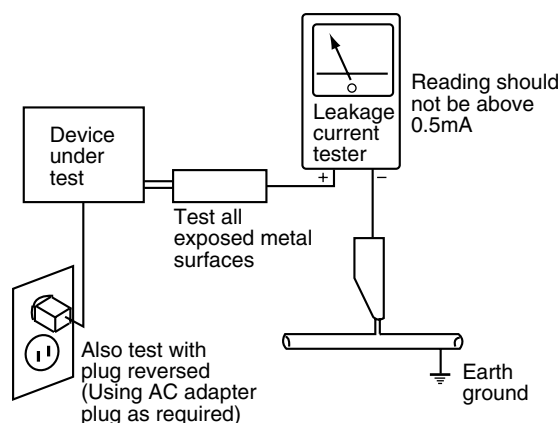 Device
under
test
Leakage
current
tester
+
−
Reading should
not be above
0.5mA
Test all
exposed metal
surfaces
Also test with
plug reversed
(Using AC adapter
plug as required)
Earth
ground